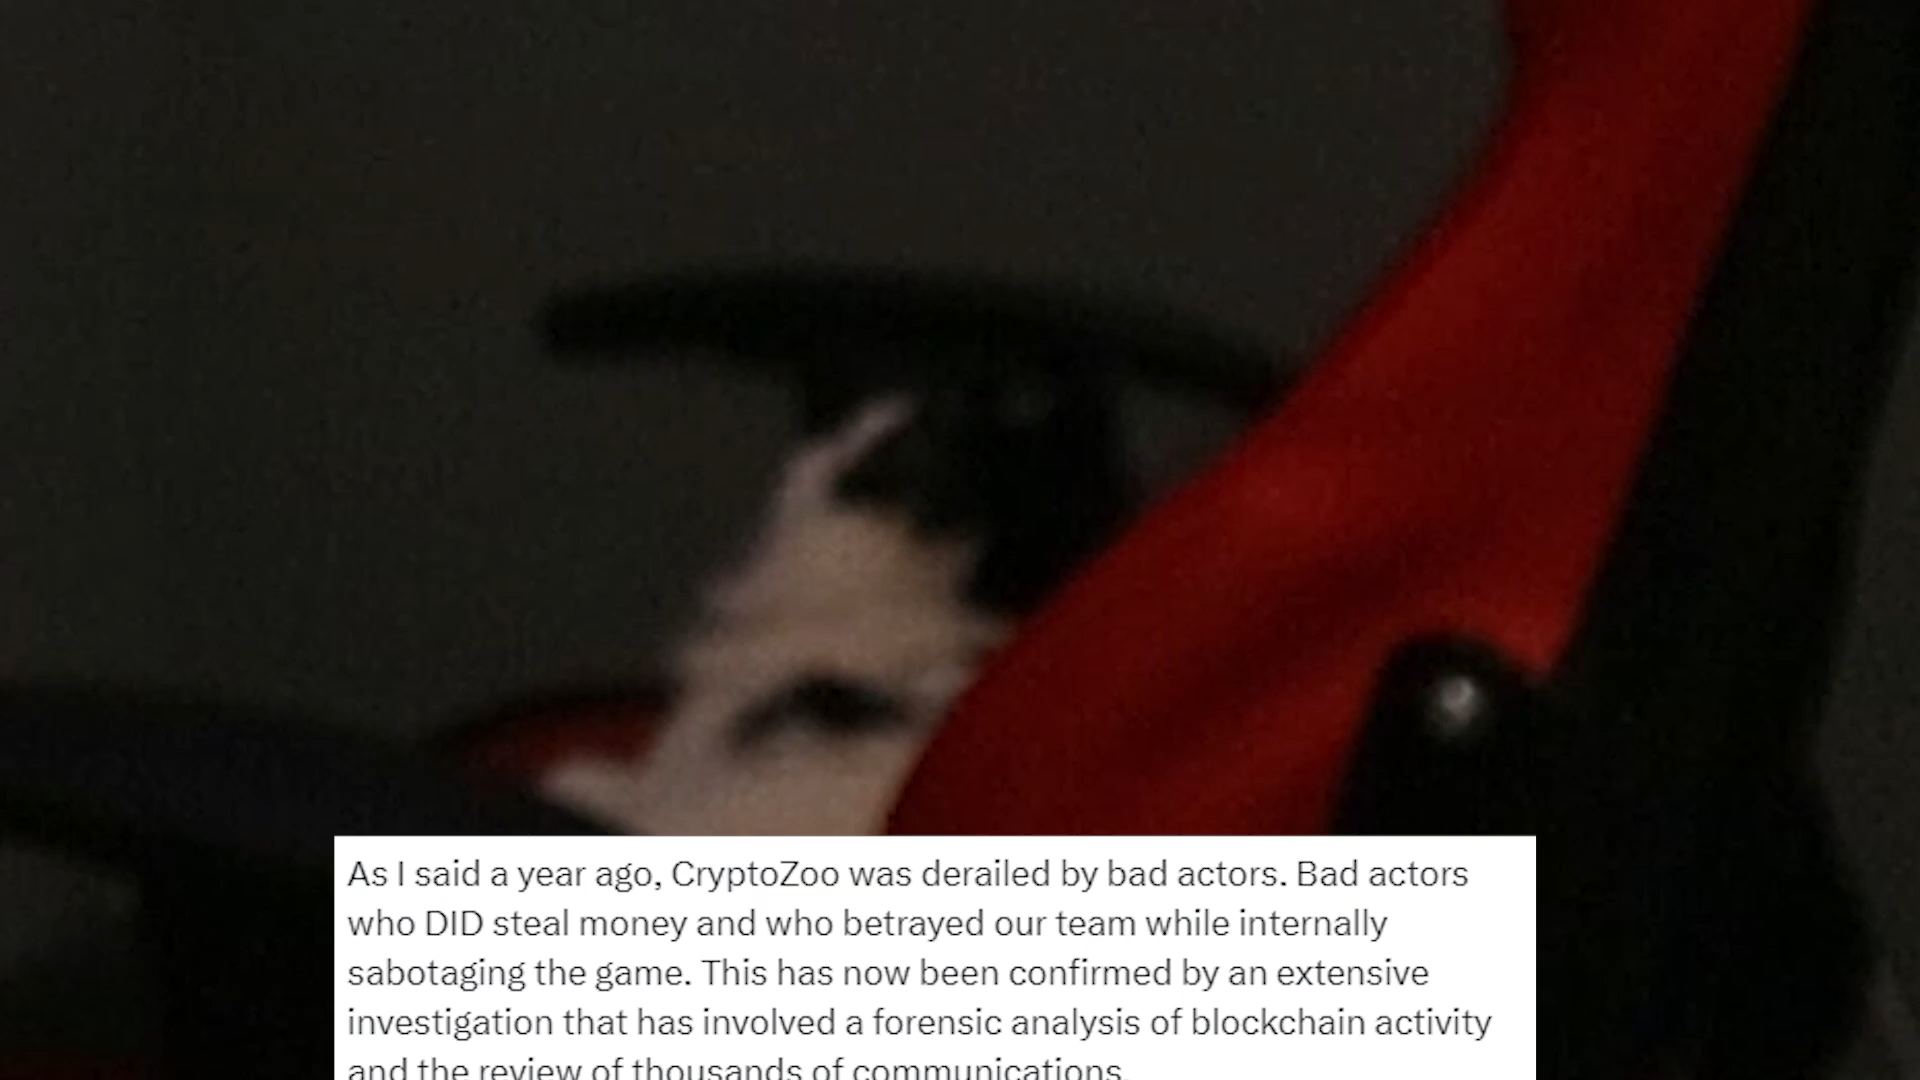 As I said a year ago, CryptoZoo was derailed by bad actors. Bad actors
who DID steal money and who betrayed our team while internally
sabotaging the game. This has now been confirmed by an extensive
investigation that has involved a forensic analysis of blockchain activity
and the review of thousands of communications.